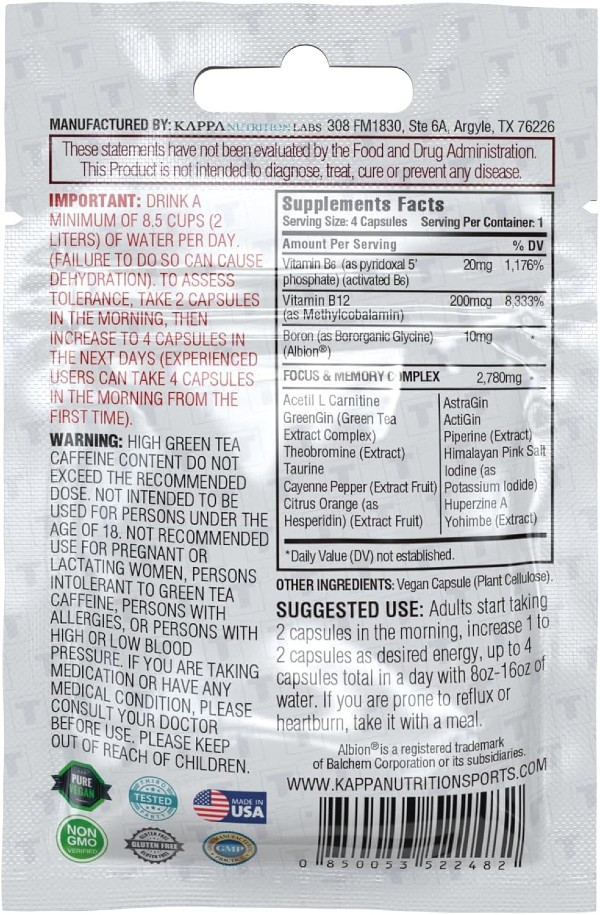 MANUFACTURED BY: KAPPA NUTRITION LABS 308 FM1830, Ste 6A, Argyle, TX 76226
These statements have not been evaluated by the Food and Drug Administration.
This Product is not intended to diagnose, treat, cure or prevent any disease.
IMPORTANT: DRINK A
MINIMUM OF 8.5 CUPS (2
LITERS) OF WATER PER DAY.
(FAILURE TO DO SO CAN CAUSE
DEHYDRATION). TO ASSESS
TOLERANCE, TAKE 2 CAPSULES
IN THE MORNING, THEN
INCREASE TO 4 CAPSULES IN
THE NEXT DAYS (EXPERIENCED
USERS CAN TAKE 4 CAPSULES
IN THE MORNING FROM THE
FIRST TIME).
WARNING: HIGH GREEN TEA
CAFFEINE CONTENT DO NOT
EXCEED THE RECOMMENDED
DOSE. NOT INTENDED TO BE
USED FOR PERSONS UNDER THE
AGE OF 18. NOT RECOMMENDED
USE FOR PREGNANT OR
LACTATING WOMEN, PERSONS
INTOLERANT TO GREEN TEA
CAFFEINE, PERSONS WITH
ALLERGIES, OR PERSONS WITH
HIGH OR LOW BLOOD
PRESSURE. IF YOU ARE TAKING
MEDICATION OR HAVE ANY
MEDICAL CONDITION, PLEASE
CONSULT YOUR DOCTOR
BEFORE USE. PLEASE KEEP
OUT OF REACH OF CHILDREN.
Supplements Facts
Serving Size: 4 Capsules Serving Per Container: 1
Amount Per Serving % DV
Vitamin B6 (as pyridoxal 5' 20mg 1,176%
phosphate) (activated B6)
Vitamin B12 200mcg 8,333%
(as Methylcobalamin)
Boron (as Bororganic Glycine) 10mg *
(Albion®)
FOCUS & MEMORY COMPLEX 2,780mg *
Acetil L Carnitine
GreenGin (Green Tea
Extract Complex)
Theobromine (Extract)
Taurine
Cayenne Pepper (Extract Fruit)
Citrus Orange (as
Hesperidin) (Extract Fruit)
AstraGin
ActiGin
Piperine (Extract)
Himalayan Pink Salt
Iodine (as
Potassium Iodide)
Huperzine A
Yohimbe (Extract)
*Daily Value (DV) not established.
OTHER INGREDIENTS: Vegan Capsule (Plant Cellulose).
SUGGESTED USE: Adults start taking
2 capsules in the morning, increase 1 to
2 capsules as desired energy, up to 4
capsules total in a day with 8oz-16oz of
water. If you are prone to reflux or
heartburn, take it with a meal.
Albion® is a registered trademark
of Balchem Corporation or its subsidiaries.
WWW.KAPPANUTRITIONSPORTS.COM
PURE
VEGAN
THIRD
TESTED
PARTY
MADE IN
USA
NON
GMO
VERIFIED
GLUTEN FREE
GLUTEN FREE
GLUTEN FREE
GMP
0 850053 522482